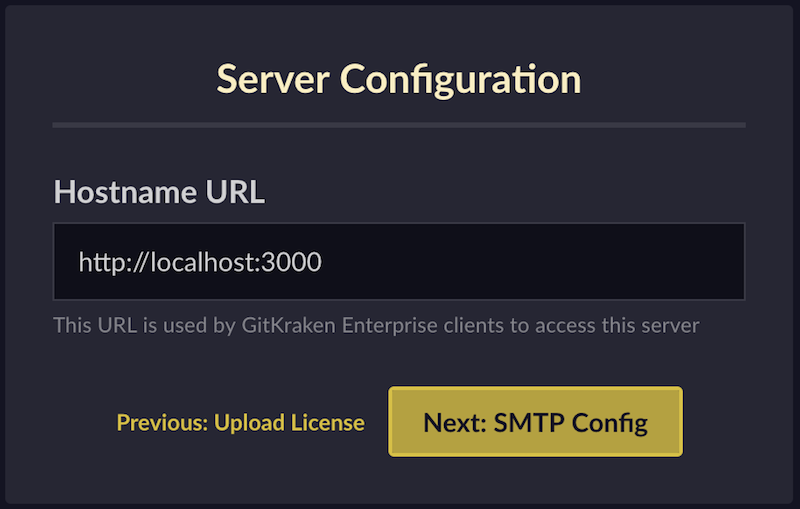 Server Configuration
Hostname URL
http://localhost:3000
This URL is used by GitKraken Enterprise clients to access this server
Previous: Upload License
Next: SMTP Config